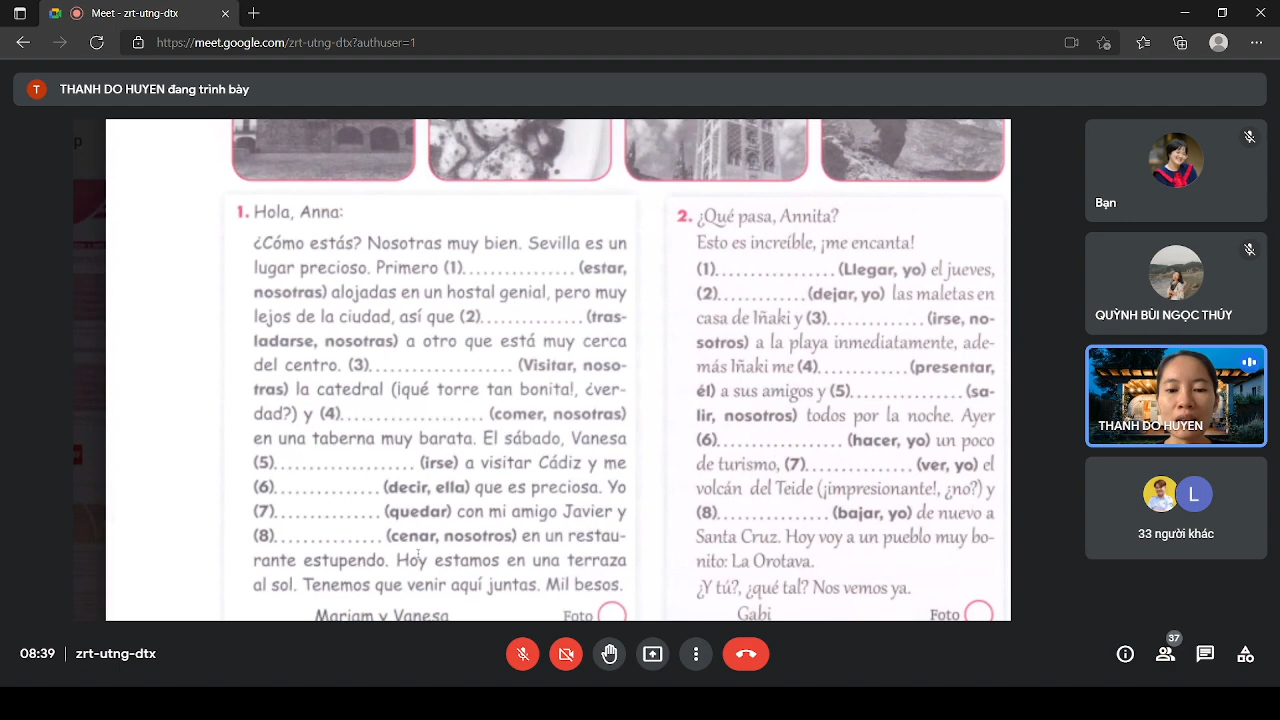 Meet - zrt-utng-dtx
https://meet.google.com/zrt-utng-dtx?authuser=1
T THANH DO HUYEN đang trình bày
1. Hola, Anna:
¿Cómo estás? Nosotras muy bien. Sevilla es un
lugar precioso. Primero (1)................ (estar,
nosotras) alojadas en un hostal genial, pero muy
lejos de la ciudad, así que (2)............... (tras-
ladarse, nosotras) a otro que está muy cerca
del centro. (3)..................... (Visitar, noso-
tras) la catedral (¡qué torre tan bonita!, ¿ver-
dad?) y (4)..................... (comer, nosotras)
en una taberna muy barata. El sábado, Vanesa
(5).................... (irse) a visitar Cádiz y me
(6)............... (decir, ella) que es preciosa. Yo
(7)............... (quedar) con mi amigo Javier y
(8)............... (cenar, nosotros) en un restau-
rante estupendo. Hoy estamos en una terraza
al sol. Tenemos que venir aquí juntas. Mil besos.
Mariam y Vanesa Foto
2. ¿Qué pasa, Annita?
Esto es increíble, ¡me encanta!
(1)................. (Llegar, yo) el jueves,
(2)............. (dejar, yo) las maletas en
casa de Iñaki y (3).............. (irse, no-
sotros) a la playa inmediatamente, ade-
más Iñaki me (4)............. (presentar,
él) a sus amigos y (5)................. (sa-
lir, nosotros) todos por la noche. Ayer
(6).................. (hacer, yo) un poco
de turismo, (7)................ (ver, yo) el
volcán del Teide (¡impresionante!, ¿no?) y
(8)................ (bajar, yo) de nuevo a
Santa Cruz. Hoy voy a un pueblo muy bo-
nito: La Orotava.
¿Y tú?, ¿qué tal? Nos vemos ya.
Gabi Foto
Bạn
QUỲNH BÙI NGỌC THÚY
THANH DO HUYEN
L
33 người khác
08:39 | zrt-utng-dtx
37